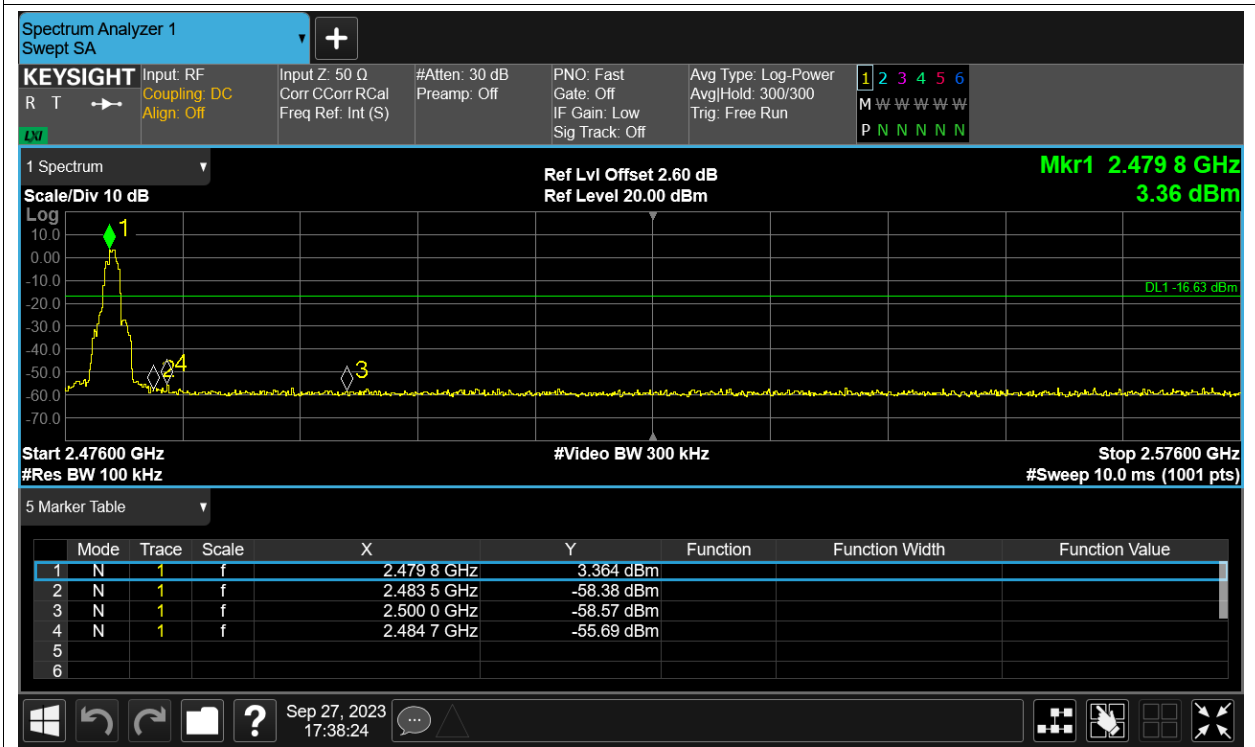 Spectrum Analyzer 1
Swept SA
▼
+
KEYSIGHT Input: RF Input Z: 50 Ω #Atten: 30 dB PNO: Fast Avg Type: Log-Power 1 2 3 4 5 6
R T Coupling: DC Corr CCorr RCal Preamp: Off Gate: Off Avg|Hold: 300/300 M W W W W W
Align: Off Freq Ref: Int (S) IF Gain: Low Trig: Free Run
LXI Sig Track: Off P N N N N N
1 Spectrum ▼ Ref Lvl Offset 2.60 dB Mkr1 2.479 8 GHz
Scale/Div 10 dB Ref Level 20.00 dBm 3.36 dBm
Log
1
10.0
0.00
-10.0
DL1 -16.63 dBm
-20.0
-30.0
-40.0
2 4 3
-50.0
-60.0
-70.0
Start 2.47600 GHz #Video BW 300 kHz Stop 2.57600 GHz
#Res BW 100 kHz #Sweep 10.0 ms (1001 pts)
5 Marker Table ▼
Mode Trace Scale X Y Function Function Width Function Value
1 N 1 f 2.479 8 GHz 3.364 dBm
2 N 1 f 2.483 5 GHz -58.38 dBm
3 N 1 f 2.500 0 GHz -58.57 dBm
4 N 1 f 2.484 7 GHz -55.69 dBm
5
6
? Sep 27, 2023
17:38:24